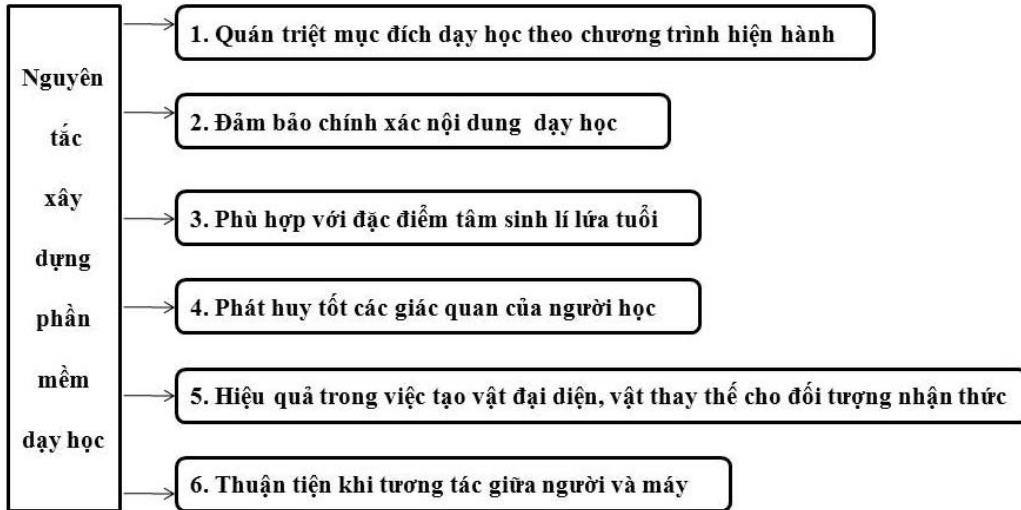 Nguyên
tắc
xây
dựng
phần
mềm
dạy học
1. Quán triệt mục đích dạy học theo chương trình hiện hành
2. Đảm bảo chính xác nội dung dạy học
3. Phù hợp với đặc điểm tâm sinh lí lứa tuổi
4. Phát huy tốt các giác quan của người học
5. Hiệu quả trong việc tạo vật đại diện, vật thay thế cho đối tượng nhận thức
6. Thuận tiện khi tương tác giữa người và máy